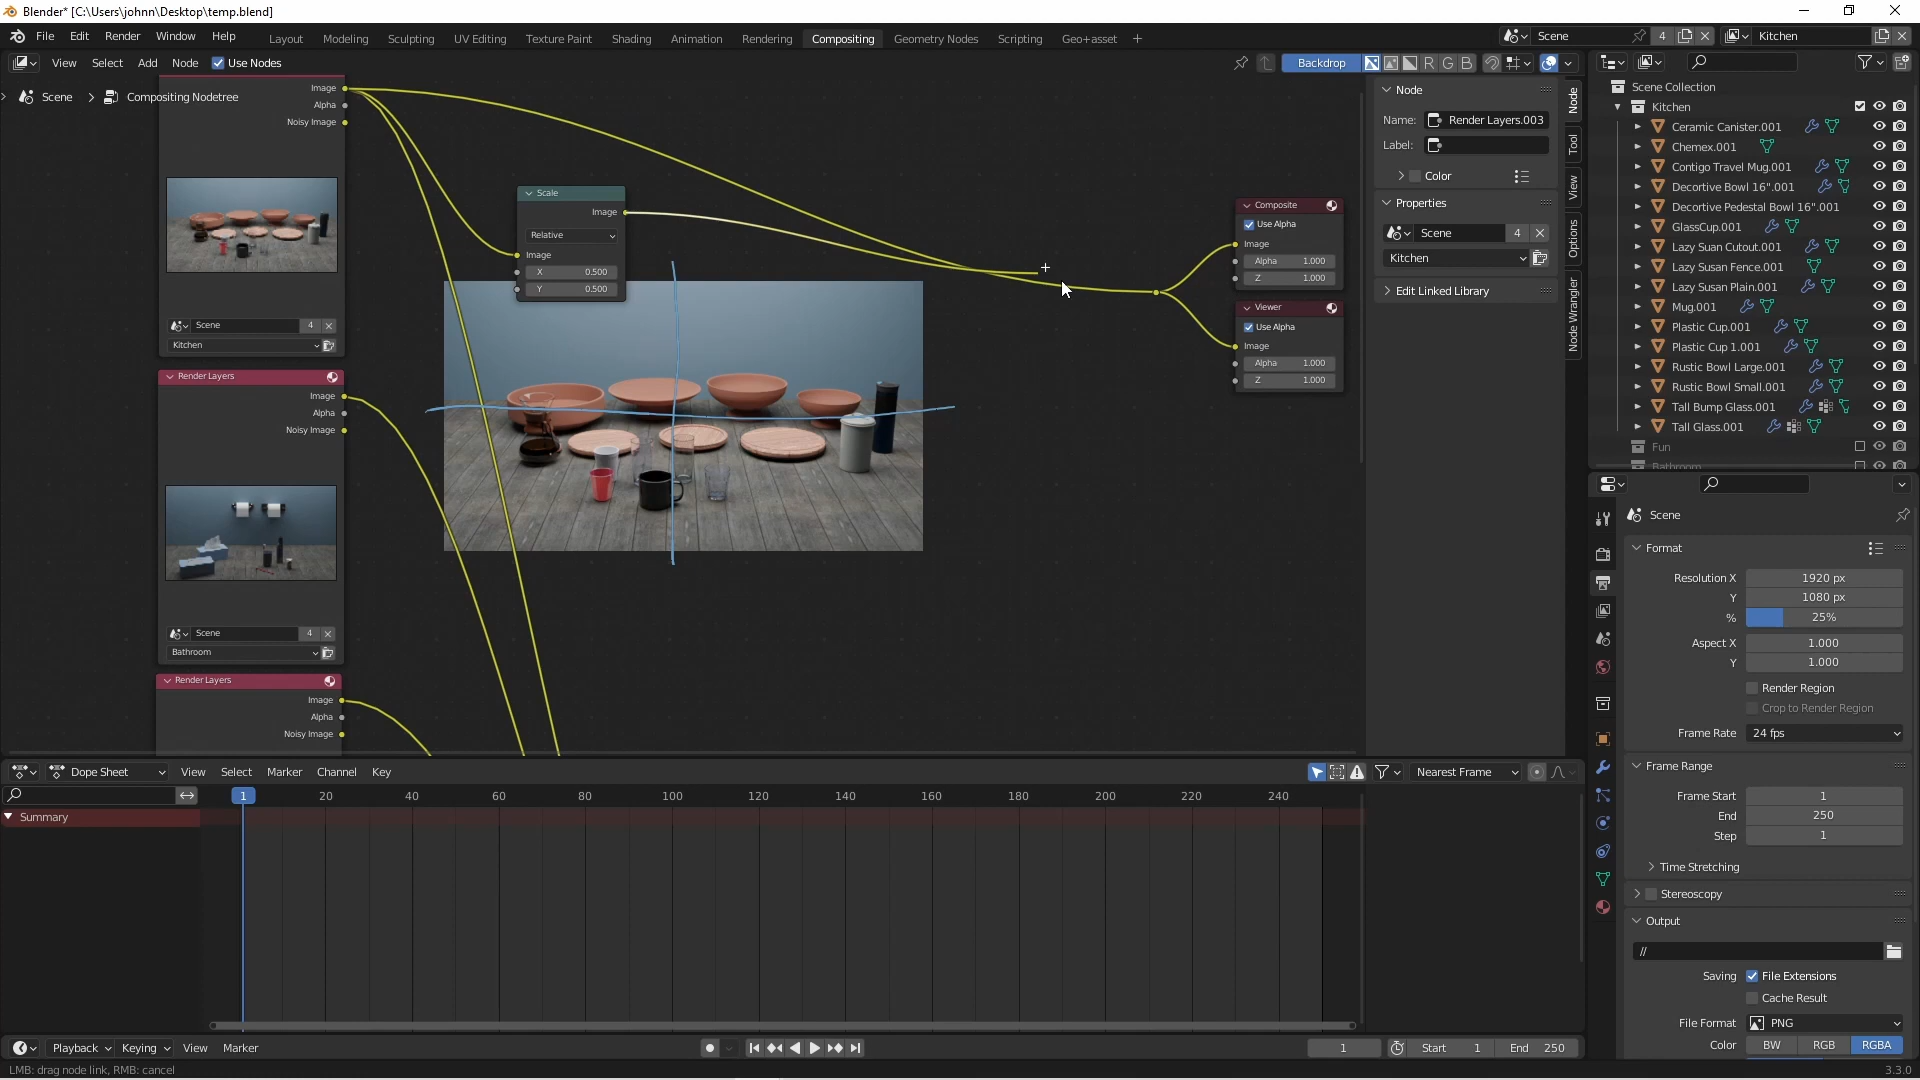 Blender* [C:\Users\johnn\Desktop\temp.blend]
File Edit Render Window Help Layout Modeling Sculpting UV Editing Texture Paint Shading Animation Rendering Compositing Geometry Nodes Scripting Geo+asset + Scene 4 Kitchen
View Select Add Node Use Nodes Backdrop R G B
Scene > Compositing Nodetree
Image
Alpha
Noisy Image
Scene 4
Kitchen
Render Layers
Image
Alpha
Noisy Image
Scene 4
Bathroom
Render Layers
Image
Alpha
Noisy Image
Scale
Image
Relative
Image
X 0.500
Y 0.500
Composite
Use Alpha
Image
Alpha 1.000
Z 1.000
Viewer
Use Alpha
Image
Alpha 1.000
Z 1.000
Node
Name: Render Layers.003
Label:
Color
Properties
Scene 4
Kitchen
Edit Linked Library
Node
Tool
View
Options
Node Wrangler
Scene Collection
Kitchen
Ceramic Canister.001
Chemex.001
Contigo Travel Mug.001
Decortive Bowl 16".001
Decortive Pedestal Bowl 16".001
GlassCup.001
Lazy Suan Cutout.001
Lazy Susan Fence.001
Lazy Susan Plain.001
Mug.001
Plastic Cup.001
Plastic Cup 1.001
Rustic Bowl Large.001
Rustic Bowl Small.001
Tall Bump Glass.001
Tall Glass.001
Fun
Bathroom
Scene
Format
Resolution X 1920 px
Y 1080 px
% 25%
Aspect X 1.000
Y 1.000
Render Region
Crop to Render Region
Frame Rate 24 fps
Frame Range
Frame Start 1
End 250
Step 1
Time Stretching
Stereoscopy
Output
//
Saving File Extensions
Cache Result
File Format PNG
Color BW RGB RGBA
Dope Sheet View Select Marker Channel Key Nearest Frame
1 20 40 60 80 100 120 140 160 180 200 220 240
Summary
Playback Keying View Marker 1 Start 1 End 250
LMB: drag node link, RMB: cancel 3.3.0